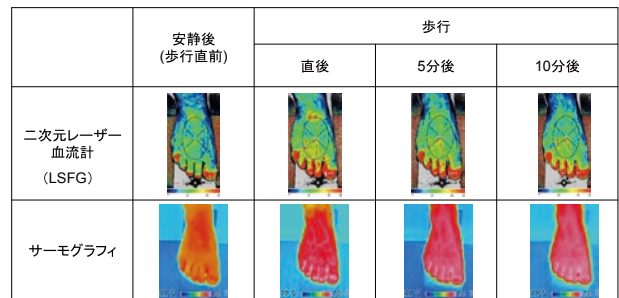 安静後
(歩行直前)
歩行
直後
5分後
10分後
二次元レーザー
血流計
（LSFG）
サーモグラフィ